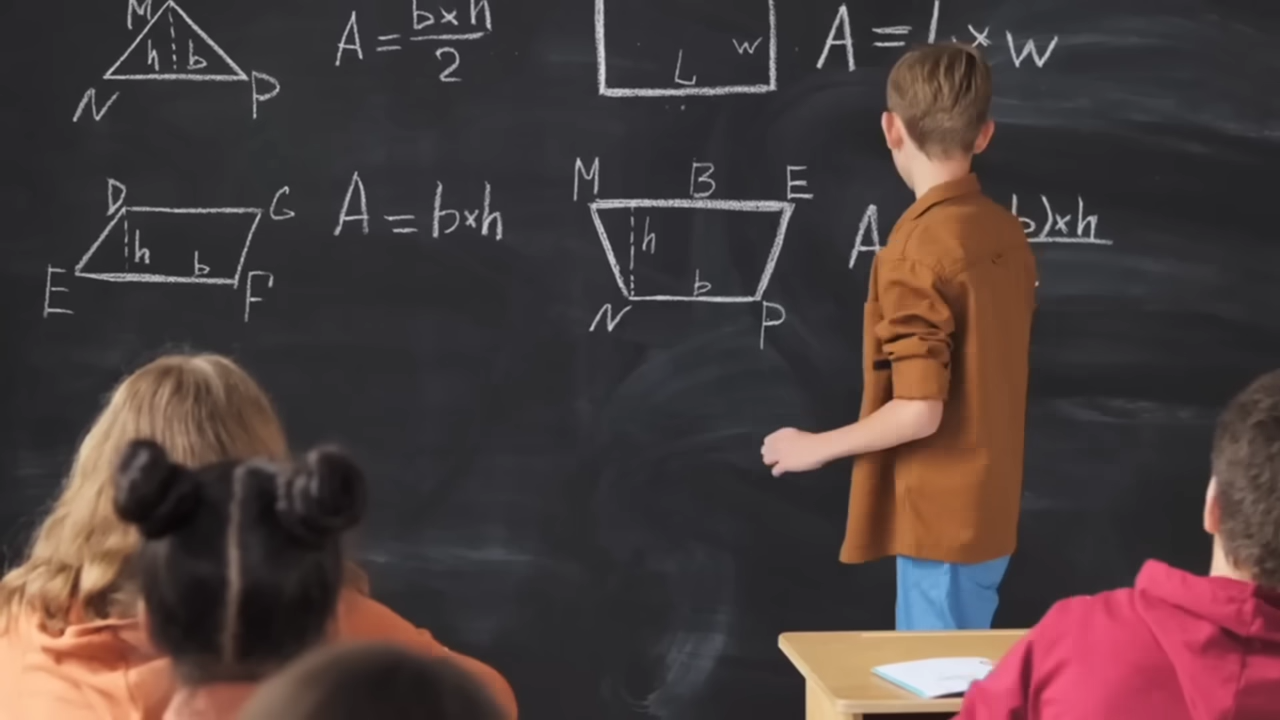 M
h b
N P
A = b×h
2
L w
A = l × w
D G
h b
E F
A = b×h
M B E
h
b
N P
A b)×h